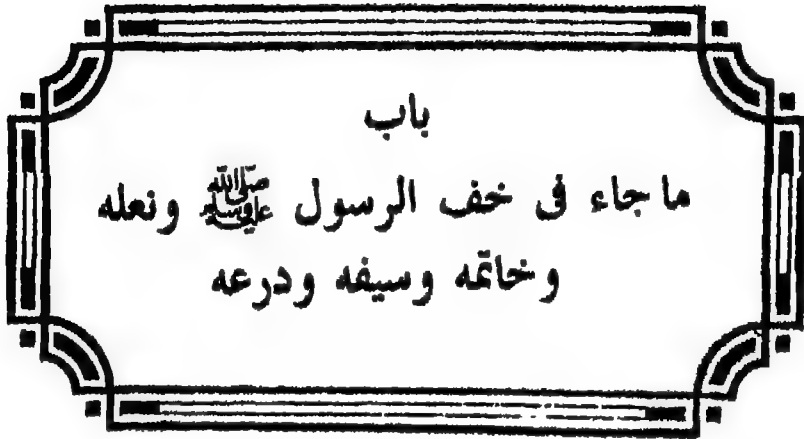 باب
ما جاء فى خف الرسول ﷺ ونعله
وخاتمه وسيفه ودرعه